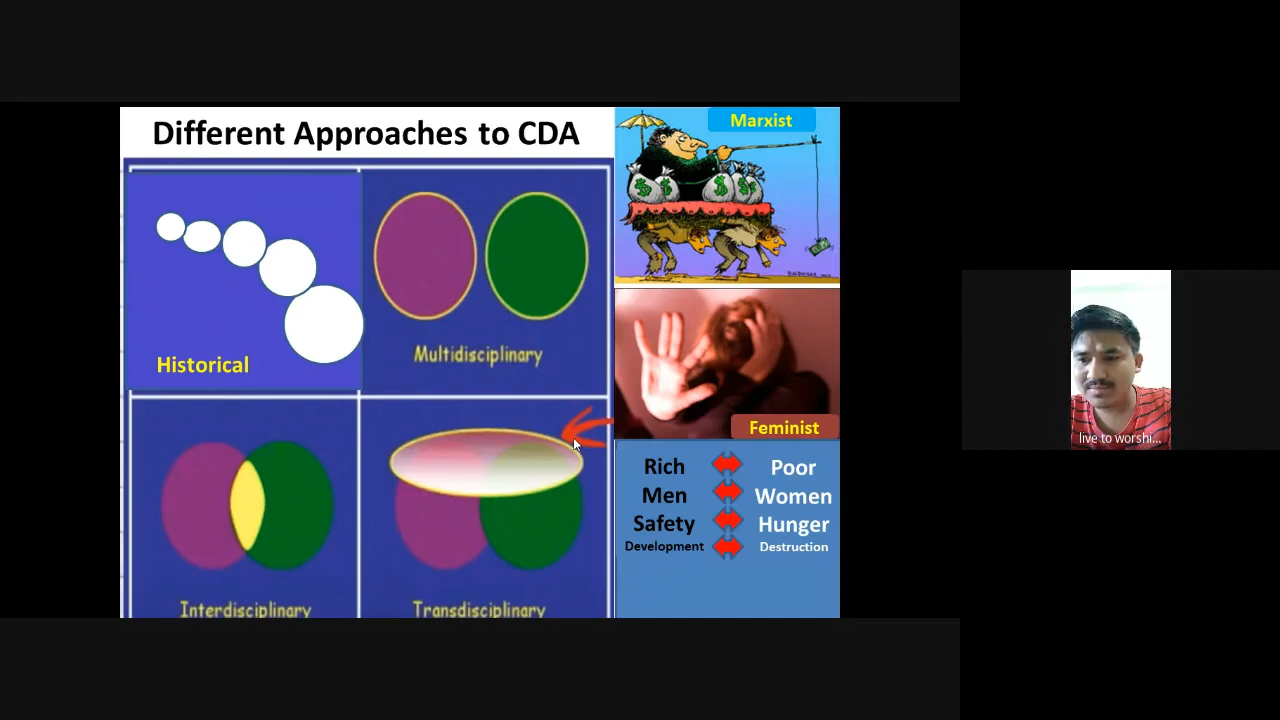 Different Approaches to CDA
Marxist
Historical
Multidisciplinary
Feminist
Rich Poor
Men Women
Safety Hunger
Development Destruction
Interdisciplinary
Transdisciplinary
live to worshi...